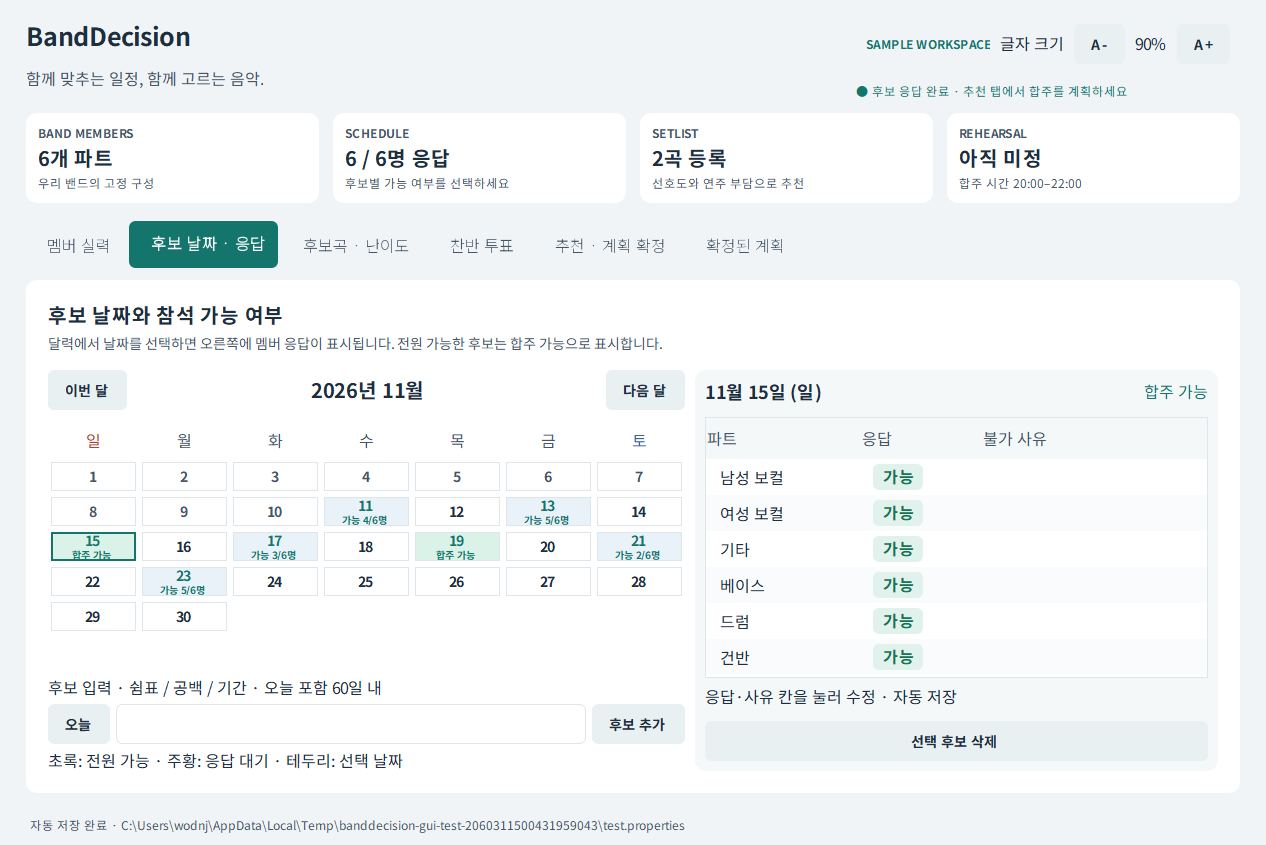 BandDecision
함께 맞추는 일정, 함께 고르는 음악.
SAMPLE WORKSPACE 글자 크기 A- 90% A+
● 후보 응답 완료 · 추천 탭에서 합주를 계획하세요
BAND MEMBERS
6개 파트
우리 밴드의 고정 구성
SCHEDULE
6 / 6명 응답
후보별 가능 여부를 선택하세요
SETLIST
2곡 등록
선호도와 연주 부담으로 추천
REHEARSAL
아직 미정
합주 시간 20:00–22:00
멤버 실력 후보 날짜 · 응답 후보곡 · 난이도 찬반 투표 추천 · 계획 확정 확정된 계획
후보 날짜와 참석 가능 여부
달력에서 날짜를 선택하면 오른쪽에 멤버 응답이 표시됩니다. 전원 가능한 후보는 합주 가능으로 표시합니다.
이번 달 2026년 11월 다음 달
일 월 화 수 목 금 토
1 2 3 4 5 6 7
8 9 10 11 12 13 14
가능 4/6명 가능 5/6명
15 16 17 18 19 20 21
합주 가능 가능 3/6명 합주 가능 가능 2/6명
22 23 24 25 26 27 28
가능 5/6명
29 30
후보 입력 · 쉼표 / 공백 / 기간 · 오늘 포함 60일 내
오늘 후보 추가
초록: 전원 가능 · 주황: 응답 대기 · 테두리: 선택 날짜
11월 15일 (일) 합주 가능
파트 응답 불가 사유
남성 보컬 가능
여성 보컬 가능
기타 가능
베이스 가능
드럼 가능
건반 가능
응답·사유 칸을 눌러 수정 · 자동 저장
선택 후보 삭제
자동 저장 완료 · C:\Users\wodnj\AppData\Local\Temp\banddecision-gui-test-2060311500431959043\test.properties